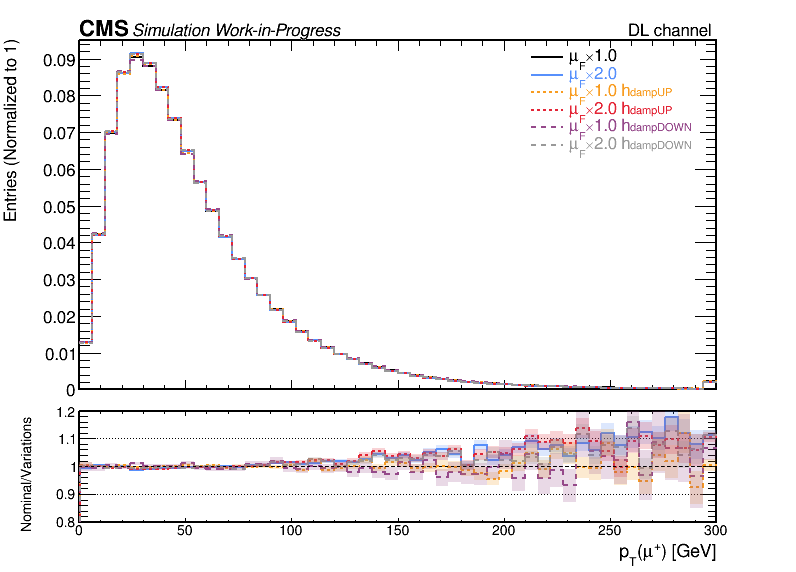 CMS Simulation Work-in-Progress
DL channel
Entries (Normalized to 1)
0.09
0.08
0.07
0.06
0.05
0.04
0.03
0.02
0.01
0
μF×1.0
μF×2.0
μF×1.0 hdampUP
μF×2.0 hdampUP
μF×1.0 hdampDOWN
μF×2.0 hdampDOWN
Nominal/Variations
1.2
1.1
1
0.9
0.8
0 50 100 150 200 250 300
pT(μ+) [GeV]